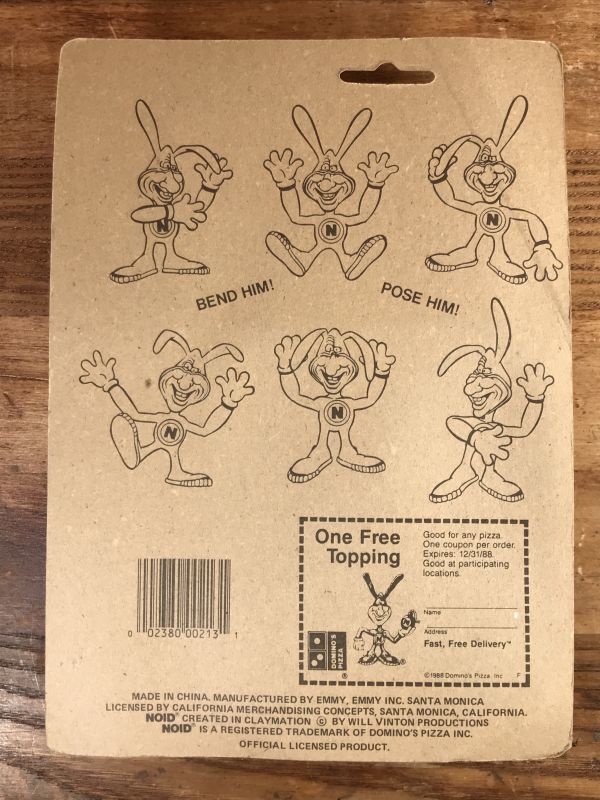 N
N
N
BEND HIM!
POSE HIM!
N
N
One Free
Topping
Good for any pizza.
One coupon per order.
Expires: 12/31/88.
Good at participating
locations.
Name
Address
Fast, Free Delivery™
DOMINO'S
PIZZA
®
N
N
©1988 Domino's Pizza, Inc
F
0 02380 00213 1
MADE IN CHINA. MANUFACTURED BY EMMY, EMMY INC. SANTA MONICA
LICENSED BY CALIFORNIA MERCHANDISING CONCEPTS, SANTA MONICA, CALIFORNIA.
NOID® CREATED IN CLAYMATION © BY WILL VINTON PRODUCTIONS
NOID® IS A REGISTERED TRADEMARK OF DOMINO'S PIZZA INC.
OFFICIAL LICENSED PRODUCT.